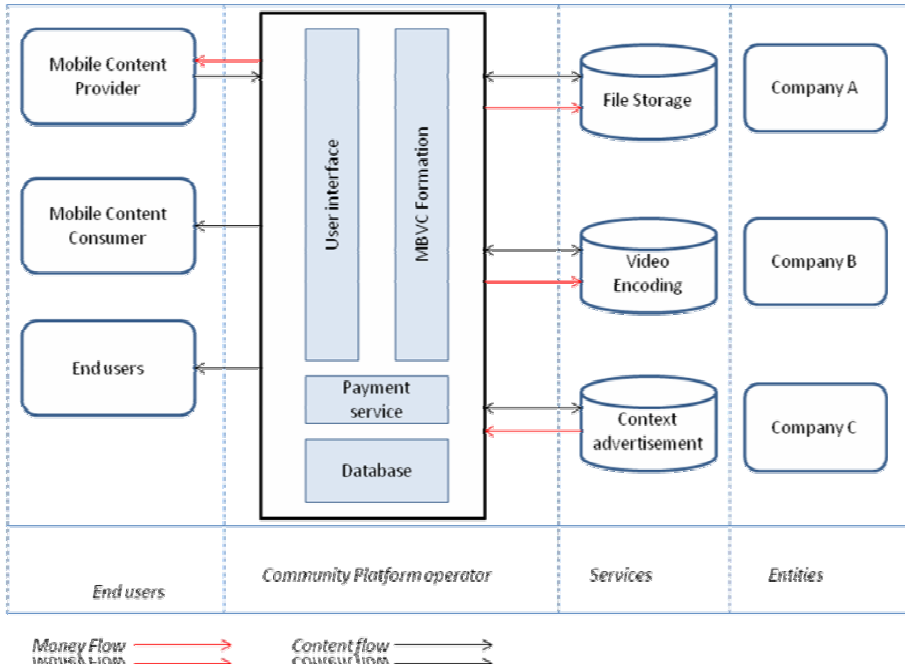 Mobile Content
Provider
Mobile Content
Consumer
End users
User interface
MBVC Formation
Payment
service
Database
File Storage
Video
Encoding
Context
advertisement
Company A
Company B
Company C
End users
Community Platform operator
Services
Entities
Money Flow
Content flow